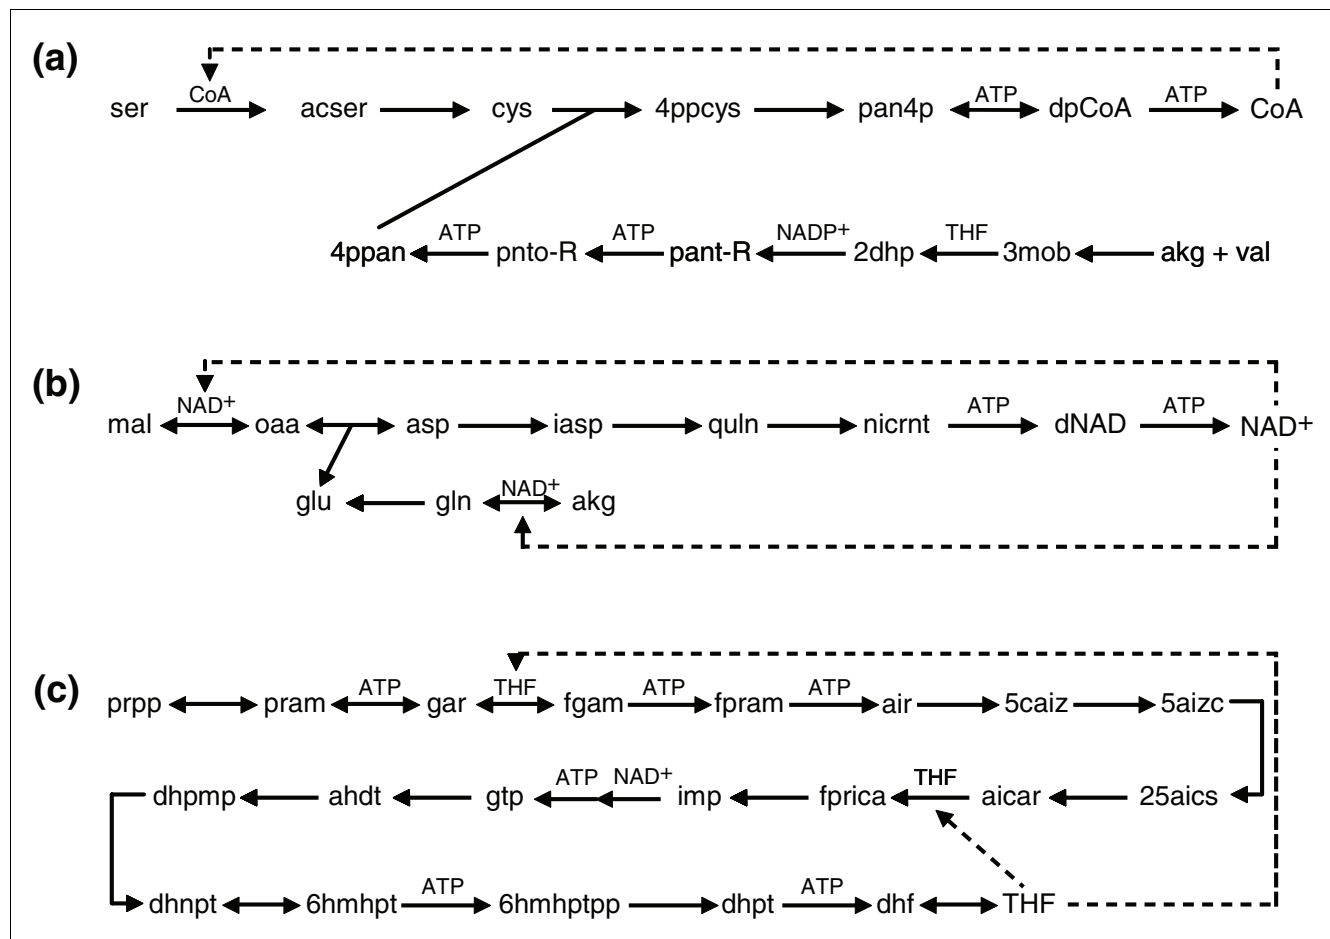 (a)
CoA
ser acser cys 4ppcys pan4p ATP dpCoA ATP CoA
4ppan ATP pnto-R ATP pant-R NADP+ 2dhp THF 3mob akg + val
(b)
mal NAD+ oaa asp iasp quln nicrnt ATP dNAD ATP NAD+
glu gln NAD+ akg
(c)
prpp pram ATP gar THF fgam ATP fpram ATP air 5caiz 5aizc
dhpmp ahdt gtp ATP NAD+ imp fprica THF aicar 25aics
dhnpt 6hmhpt ATP 6hmhptpp dhpt ATP dhf THF